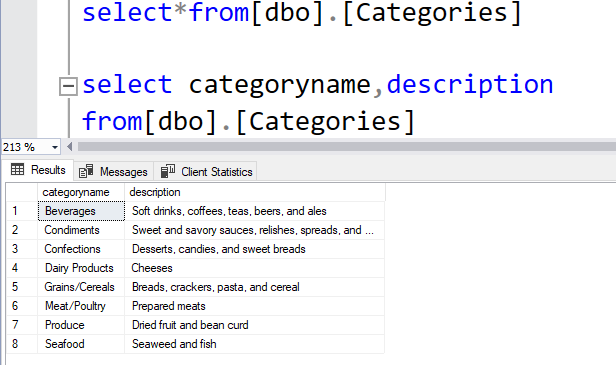 select*from[dbo].[Categories]
select categoryname,description
from[dbo].[Categories]
213 %
Results Messages Client Statistics
categoryname description
1 Beverages Soft drinks, coffees, teas, beers, and ales
2 Condiments Sweet and savory sauces, relishes, spreads, and ...
3 Confections Desserts, candies, and sweet breads
4 Dairy Products Cheeses
5 Grains/Cereals Breads, crackers, pasta, and cereal
6 Meat/Poultry Prepared meats
7 Produce Dried fruit and bean curd
8 Seafood Seaweed and fish